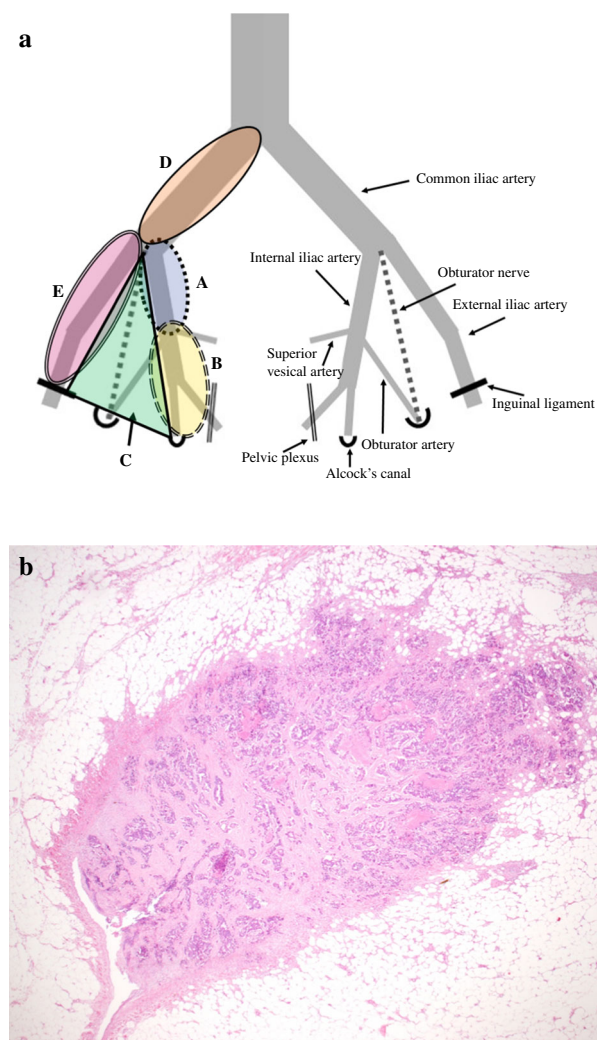 a
D
Common iliac artery
Internal iliac artery
Obturator nerve
A
E
External iliac artery
B
Superior
vesical artery
Inguinal ligament
Obturator artery
C
Pelvic plexus
Alcock's canal
b